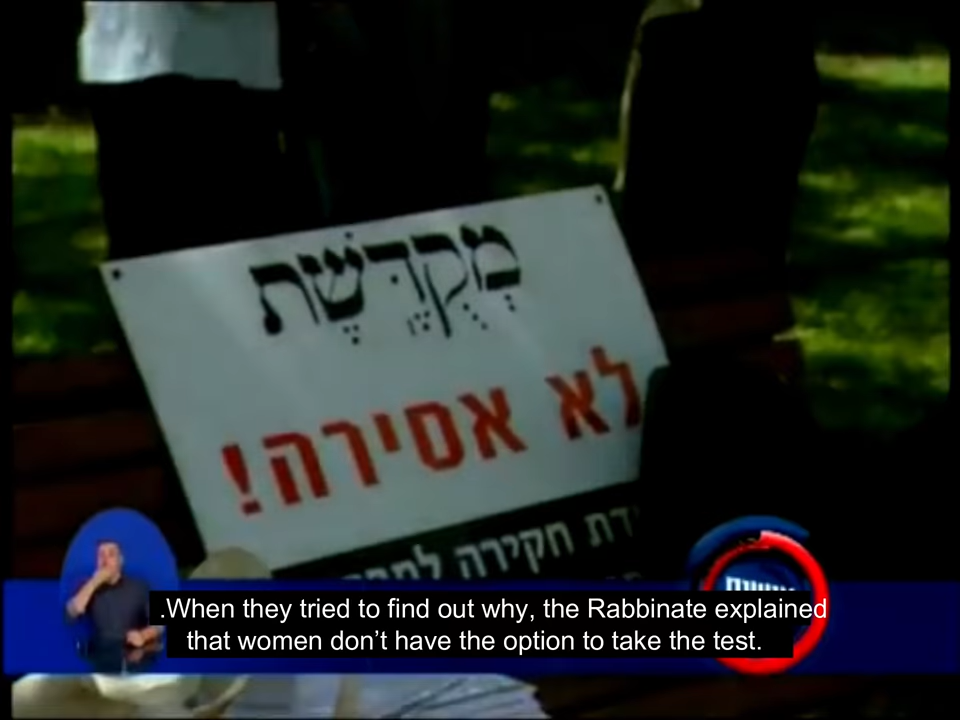 מְקֻדֶּשֶׁת
לא אסירה!
חקירה
.When they tried to find out why, the Rabbinate explained
that women don’t have the option to take the test.